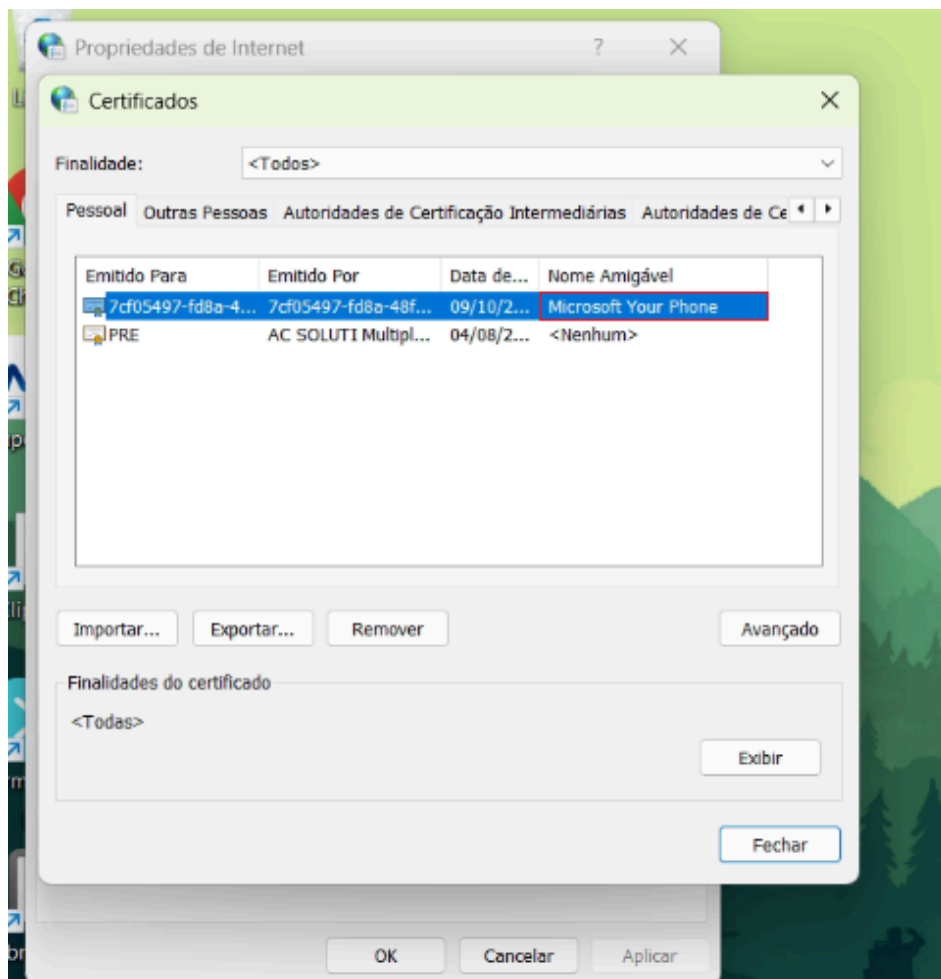 Propriedades de Internet
Certificados
Finalidade: <Todos>
Pessoal Outras Pessoas Autoridades de Certificação Intermediárias Autoridades de Ce
Emitido Para Emitido Por Data de... Nome Amigável
7cf05497-fd8a-4... 7cf05497-fd8a-48f... 09/10/2... Microsoft Your Phone
PRE AC SOLUTI Multipl... 04/08/2... <Nenhum>
Importar... Exportar... Remover Avançado
Finalidades do certificado
<Todas>
Exibir
Fechar
OK Cancelar Aplicar